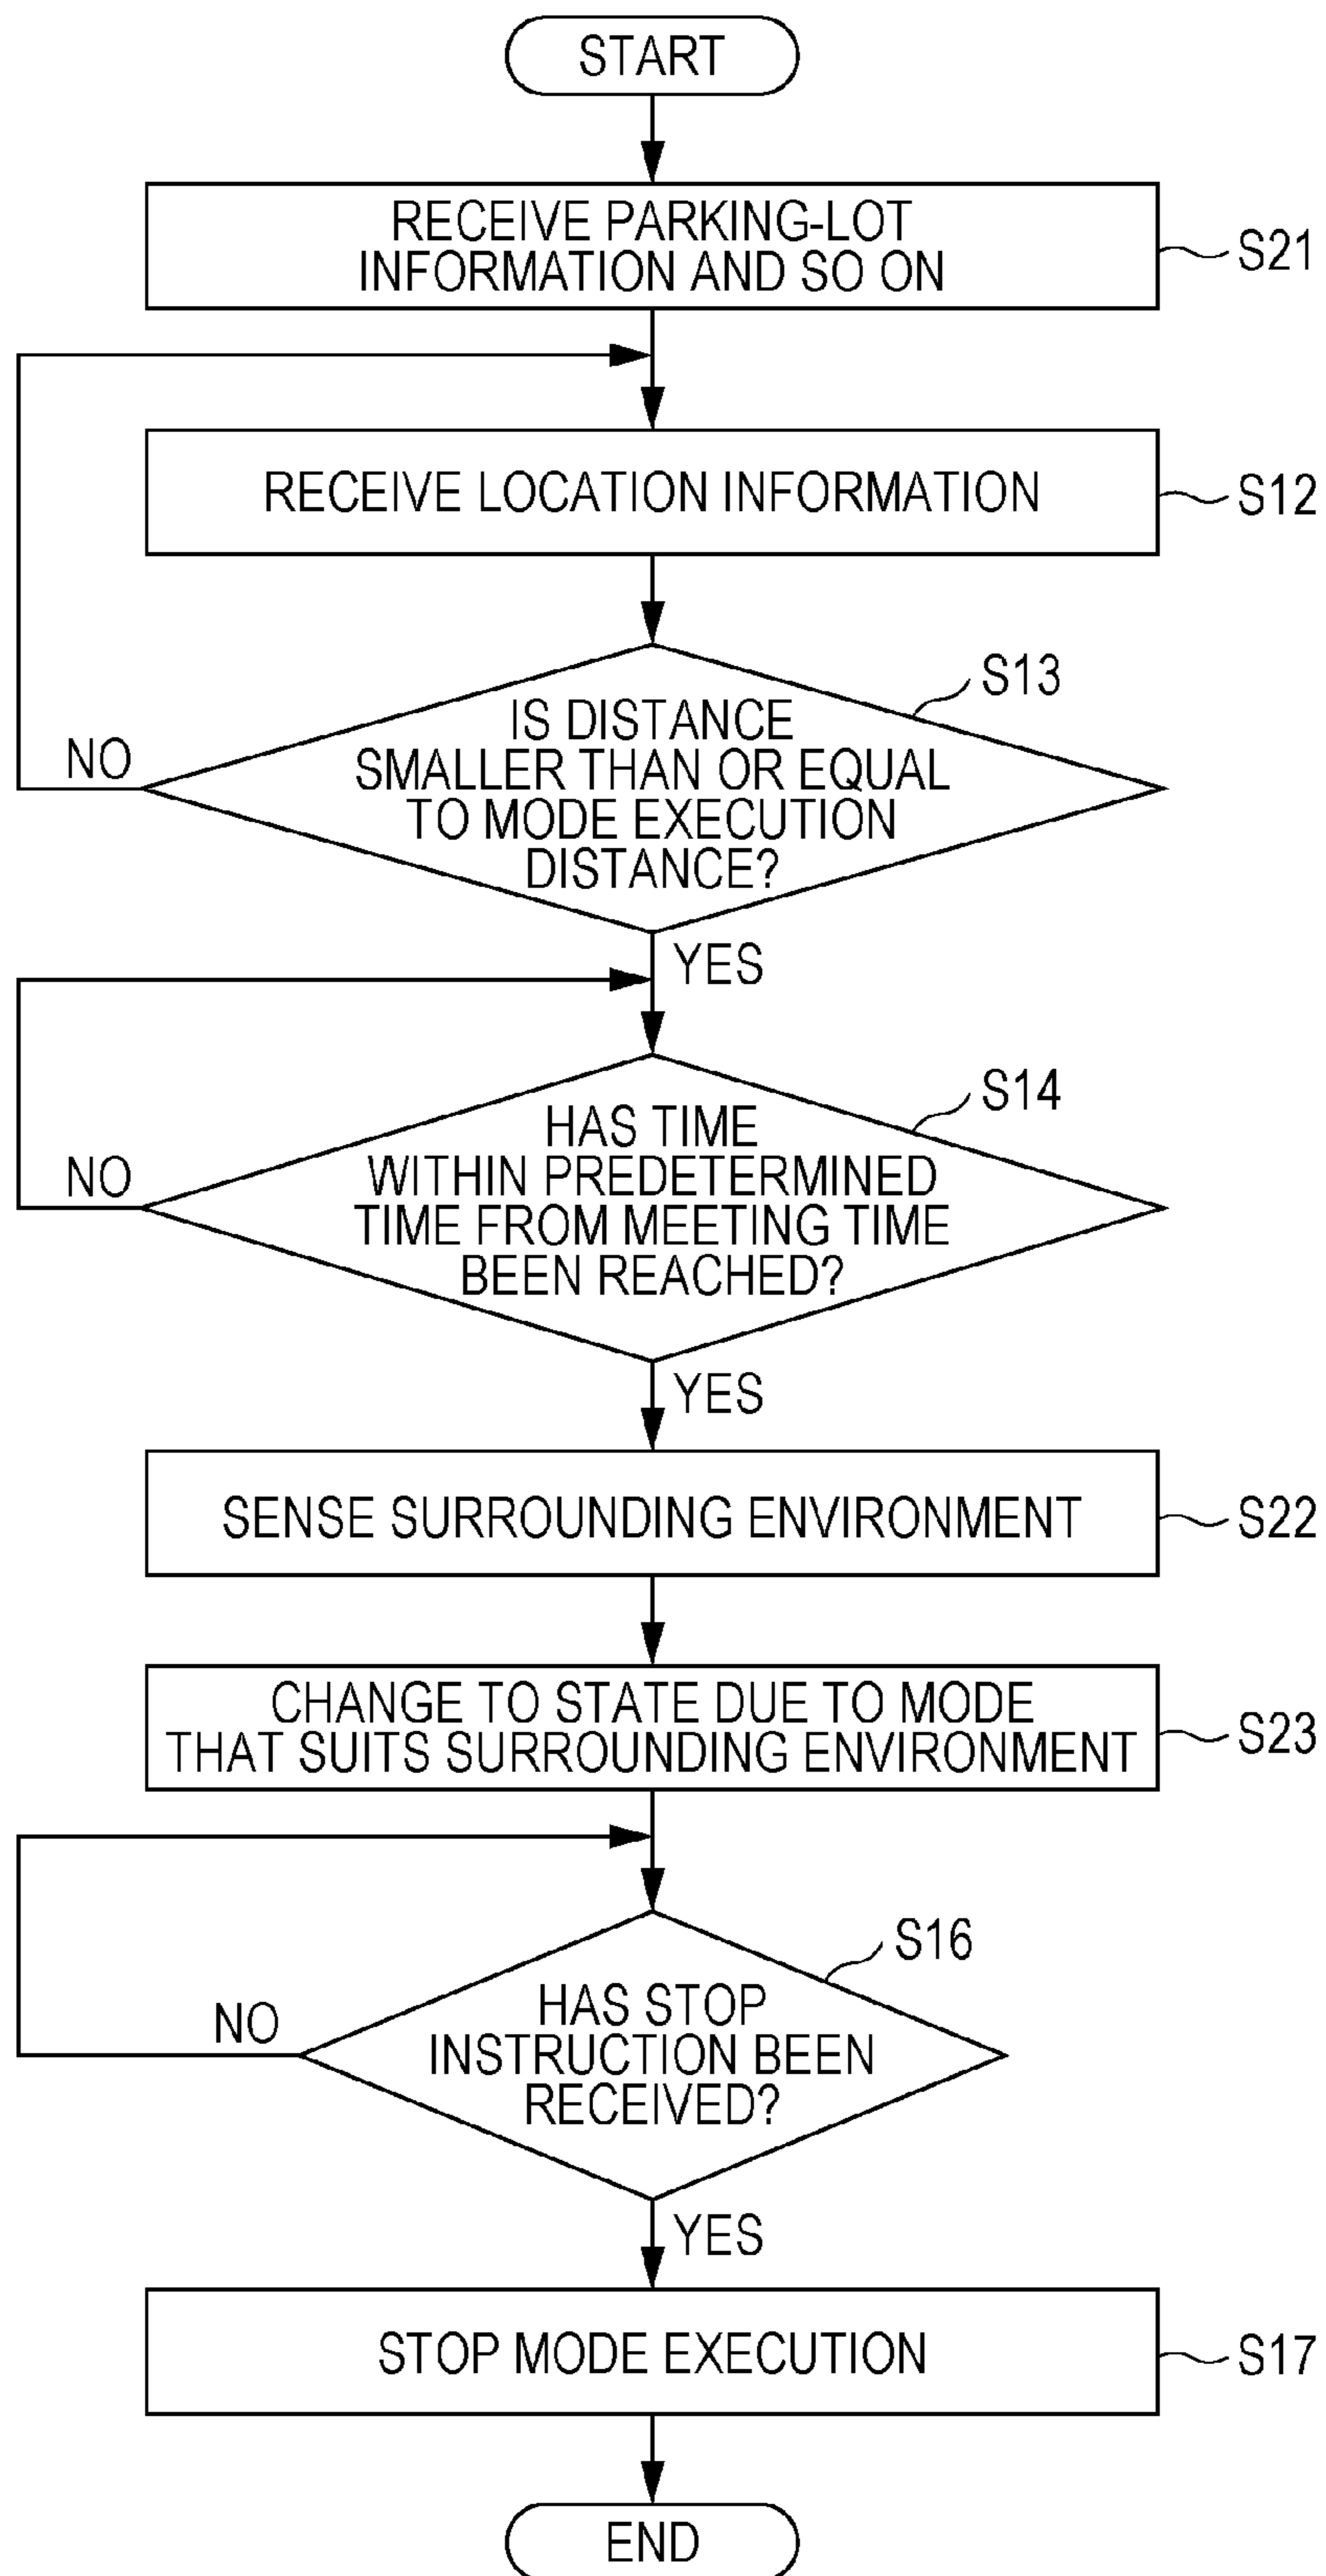 START
RECEIVE PARKING-LOT
INFORMATION AND SO ON
S21
RECEIVE LOCATION INFORMATION
S12
S13
IS DISTANCE
SMALLER THAN OR EQUAL
TO MODE EXECUTION
DISTANCE?
NO
YES
S14
HAS TIME
WITHIN PREDETERMINED
TIME FROM MEETING TIME
BEEN REACHED?
NO
YES
SENSE SURROUNDING ENVIRONMENT
S22
CHANGE TO STATE DUE TO MODE
THAT SUITS SURROUNDING ENVIRONMENT
S23
S16
HAS STOP
INSTRUCTION BEEN
RECEIVED?
NO
YES
STOP MODE EXECUTION
S17
END